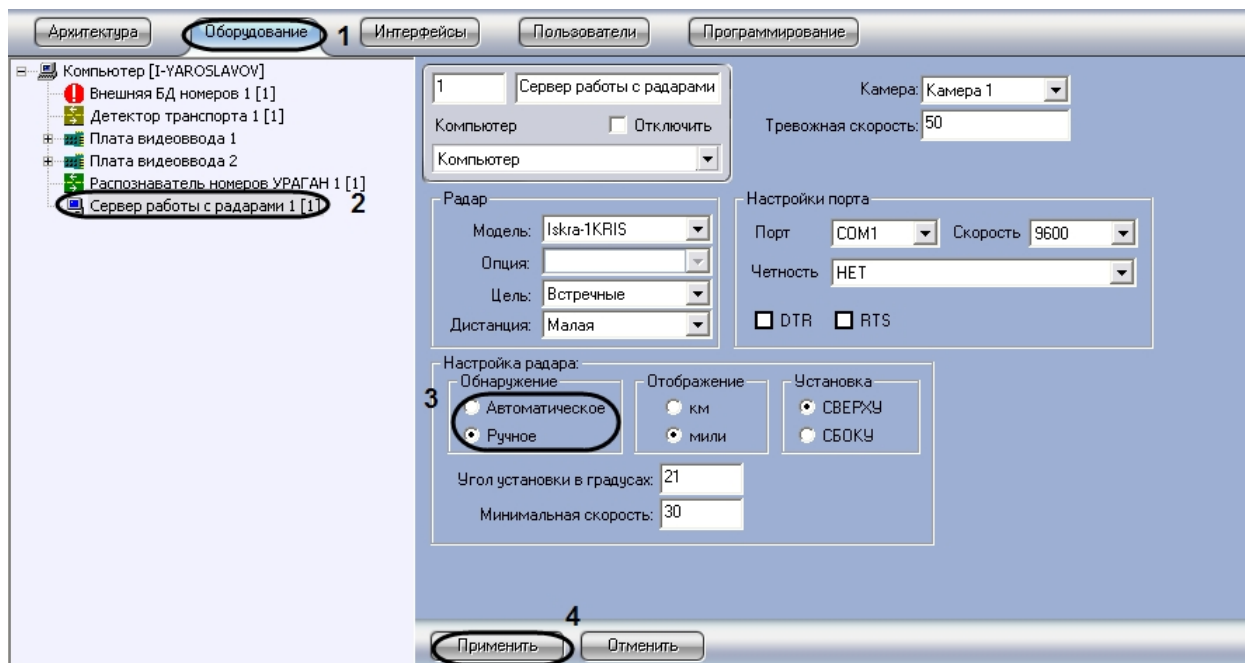 Архитектура Оборудование 1 Интерфейсы Пользователи Программирование
Компьютер [I-YAROSLAVOV]
Внешняя БД номеров 1 [1]
Детектор транспорта 1 [1]
Плата видеоввода 1
Плата видеоввода 2
Распознаватель номеров УРАГАН 1 [1]
Сервер работы с радарами 1 [1] 2
1 Сервер работы с радарами
Компьютер Отключить
Компьютер
Камера: Камера 1
Тревожная скорость: 50
Радар
Модель: Iskra-1KRIS
Опция:
Цель: Встречные
Дистанция: Малая
Настройки порта
Порт COM1 Скорость 9600
Четность НЕТ
DTR RTS
Настройка радара:
3 Обнаружение
Автоматическое
Ручное
Отображение
км
мили
Установка
СВЕРХУ
СБОКУ
Угол установки в градусах: 21
Минимальная скорость: 30
4
Применить Отменить